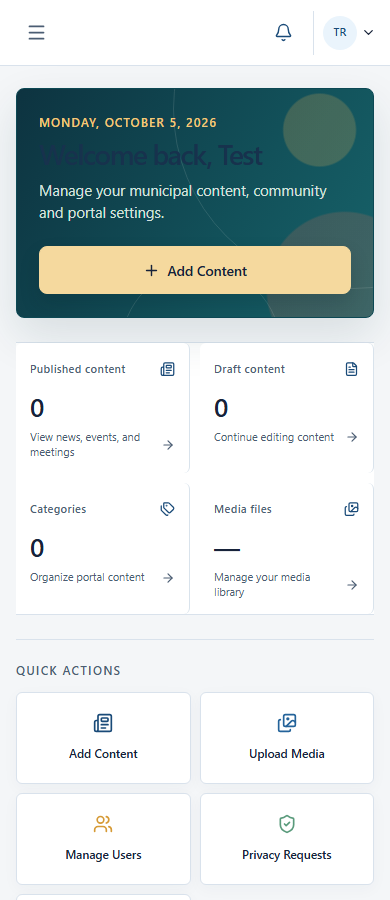 TR
MONDAY, OCTOBER 5, 2026
Welcome back, Test
Manage your municipal content, community
and portal settings.
Add Content
Published content
Draft content
0
0
View news, events, and
meetings
Continue editing content
Categories
Media files
0
—
Organize portal content
Manage your media
library
QUICK ACTIONS
Add Content
Upload Media
Manage Users
Privacy Requests